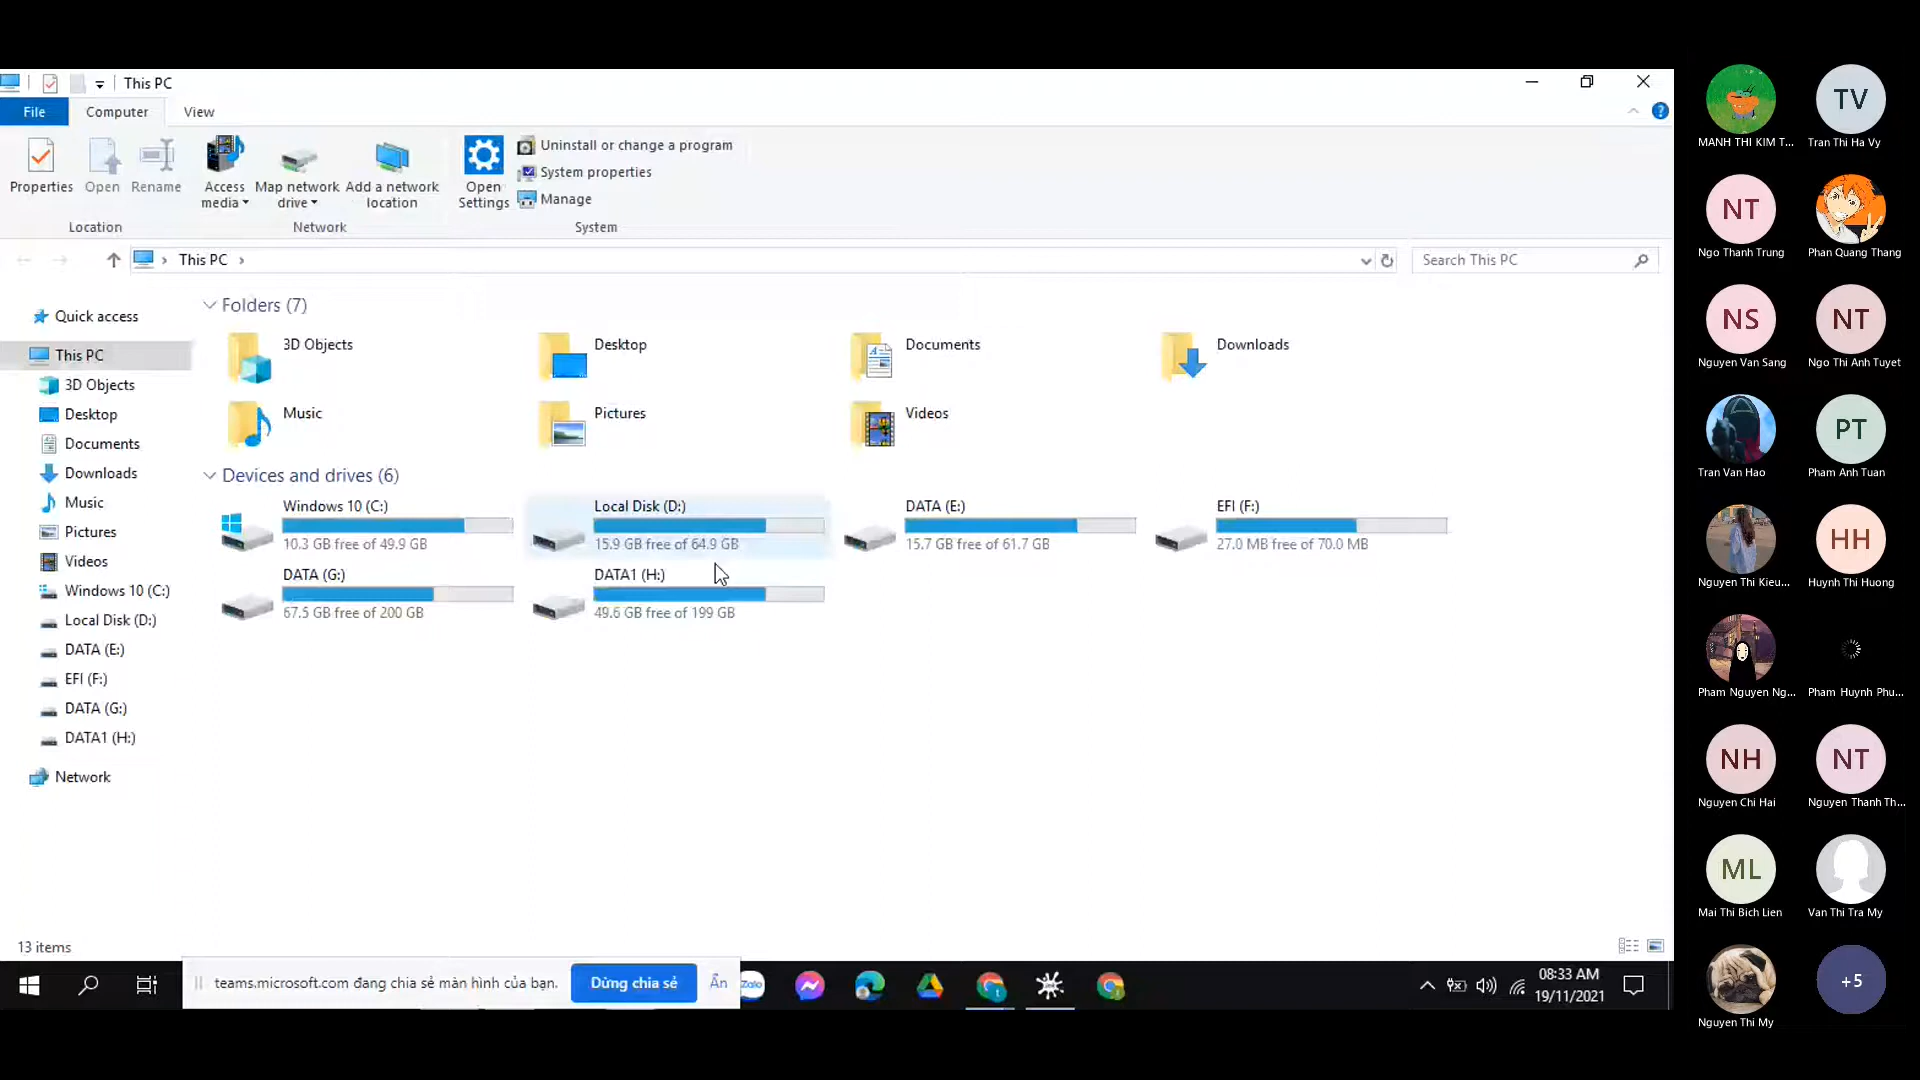 This PC
File
Computer
View
Properties
Open
Rename
Access media
Map network drive
Add a network location
Open Settings
Uninstall or change a program
System properties
Manage
Location
Network
System
This PC
Search This PC
Quick access
This PC
3D Objects
Desktop
Documents
Downloads
Music
Pictures
Videos
Windows 10 (C:)
Local Disk (D:)
DATA (E:)
EFI (F:)
DATA (G:)
DATA1 (H:)
Network
Folders (7)
3D Objects
Desktop
Documents
Downloads
Music
Pictures
Videos
Devices and drives (6)
Windows 10 (C:)
10.3 GB free of 49.9 GB
Local Disk (D:)
15.9 GB free of 64.9 GB
DATA (E:)
15.7 GB free of 61.7 GB
EFI (F:)
27.0 MB free of 70.0 MB
DATA (G:)
67.5 GB free of 200 GB
DATA1 (H:)
49.6 GB free of 199 GB
13 items
teams.microsoft.com đang chia sẻ màn hình của bạn.
Dừng chia sẻ
Ẩn
Zalo
08:33 AM
19/11/2021
MANH THI KIM T...
TV
Tran Thi Ha Vy
NT
Ngo Thanh Trung
Phan Quang Thang
NS
Nguyen Van Sang
NT
Ngo Thi Anh Tuyet
Tran Van Hao
PT
Pham Anh Tuan
Nguyen Thi Kieu...
HH
Huynh Thi Huong
Pham Nguyen Ng...
Pham Huynh Phu...
NH
Nguyen Chi Hai
NT
Nguyen Thanh Th...
ML
Mai Thi Bich Lien
Van Thi Tra My
Nguyen Thi My
+5